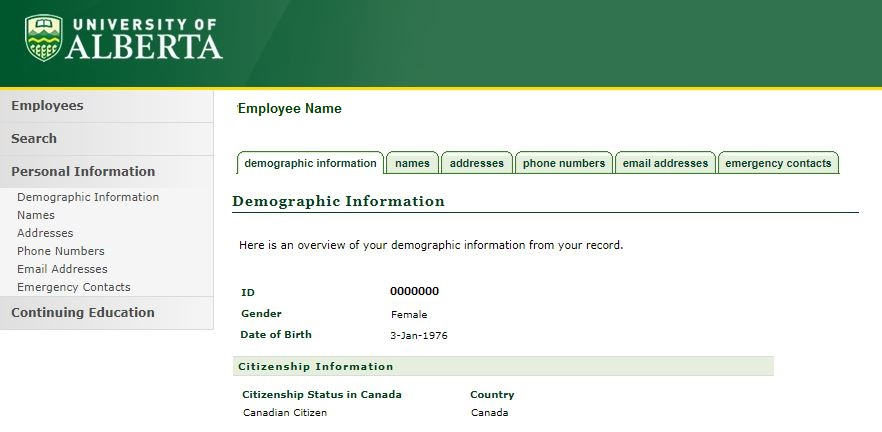 UNIVERSITY OF
ALBERTA
Employees
Search
Personal Information
Demographic Information
Names
Addresses
Phone Numbers
Email Addresses
Emergency Contacts
Continuing Education
Employee Name
demographic information names addresses phone numbers email addresses emergency contacts
Demographic Information
Here is an overview of your demographic information from your record.
ID 0000000
Gender Female
Date of Birth 3-Jan-1976
Citizenship Information
Citizenship Status in Canada Country
Canadian Citizen Canada